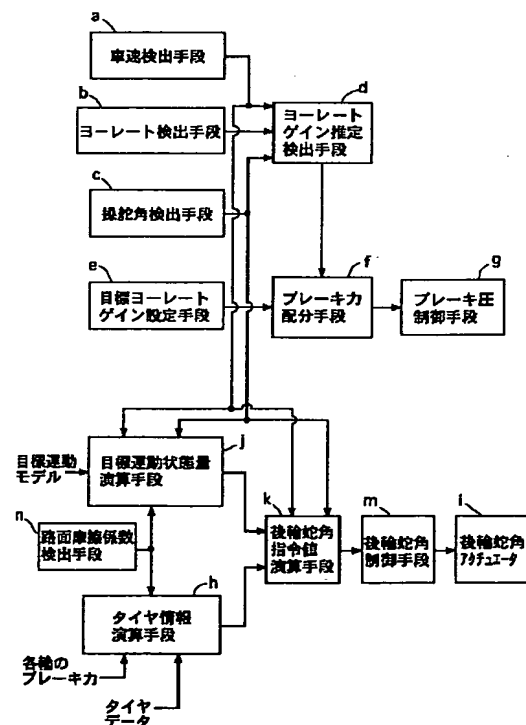 a
車速検出手段
b
ヨーレート検出手段
c
操舵角検出手段
d
ヨーレート
ゲイン推定
検出手段
e
目標ヨーレート
ゲイン設定手段
f
ブレーキ力
配分手段
g
ブレーキ圧
制御手段
目標運動
モデル
j
目標運動状態量
演算手段
n
路面摩擦係数
検出手段
k
後輪蛇角
指令値
演算手段
m
後輪蛇角
制御手段
i
後輪蛇角
アクチュエータ
h
タイヤ情報
演算手段
各輪の
ブレーキ力
タイヤ
データ